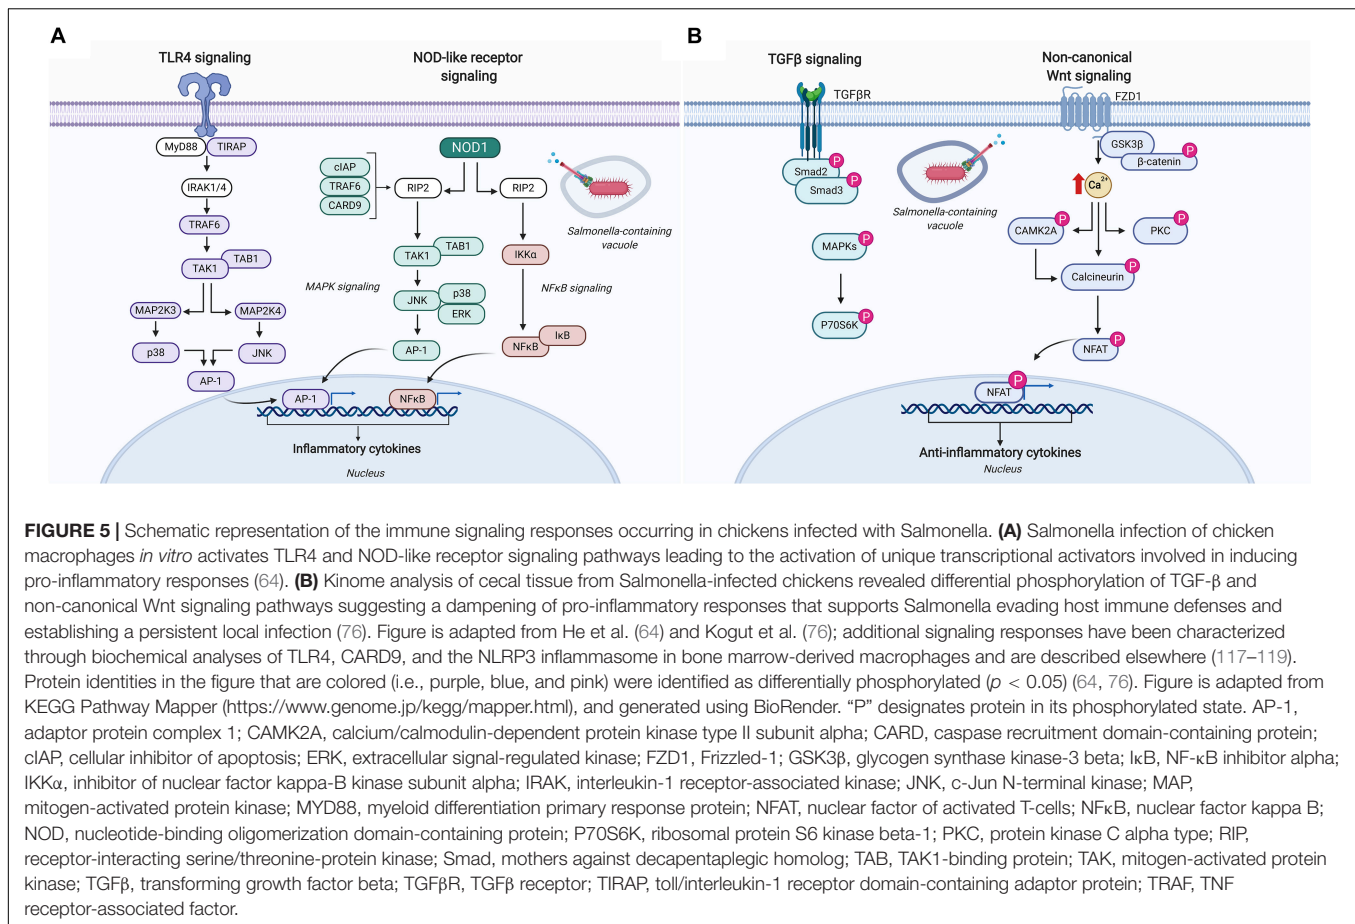 A
TLR4 signaling
NOD-like receptor
signaling
MyD88
TIRAP
IRAK1/4
TRAF6
TAK1
TAB1
MAP2K3
MAP2K4
p38
JNK
AP-1
NOD1
cIAP
TRAF6
CARD9
RIP2
RIP2
TAK1
TAB1
IKKα
MAPK signaling
NFκB signaling
JNK
p38
ERK
AP-1
NFκB
IκB
Salmonella-containing
vacuole
AP-1
NFκB
Inflammatory cytokines
Nucleus
B
TGFβ signaling
TGFβR
Smad2
P
Smad3
P
MAPKs
P
P70S6K
P
Salmonella-containing
vacuole
Non-canonical
Wnt signaling
FZD1
GSK3β
P
β-catenin
P
Ca2+
CAMK2A
P
PKC
P
Calcineurin
P
NFAT
P
NFAT
P
Anti-inflammatory cytokines
Nucleus
FIGURE 5 | Schematic representation of the immune signaling responses occurring in chickens infected with Salmonella. (A) Salmonella infection of chicken
macrophages in vitro activates TLR4 and NOD-like receptor signaling pathways leading to the activation of unique transcriptional activators involved in inducing
pro-inflammatory responses (64). (B) Kinome analysis of cecal tissue from Salmonella-infected chickens revealed differential phosphorylation of TGF-β and
non-canonical Wnt signaling pathways suggesting a dampening of pro-inflammatory responses that supports Salmonella evading host immune defenses and
establishing a persistent local infection (76). Figure is adapted from He et al. (64) and Kogut et al. (76); additional signaling responses have been characterized
through biochemical analyses of TLR4, CARD9, and the NLRP3 inflammasome in bone marrow-derived macrophages and are described elsewhere (117–119).
Protein identities in the figure that are colored (i.e., purple, blue, and pink) were identified as differentially phosphorylated (p < 0.05) (64, 76). Figure is adapted from
KEGG Pathway Mapper (https://www.genome.jp/kegg/mapper.html), and generated using BioRender. “P” designates protein in its phosphorylated state. AP-1,
adaptor protein complex 1; CAMK2A, calcium/calmodulin-dependent protein kinase type II subunit alpha; CARD, caspase recruitment domain-containing protein;
cIAP, cellular inhibitor of apoptosis; ERK, extracellular signal-regulated kinase; FZD1, Frizzled-1; GSK3β, glycogen synthase kinase-3 beta; IκB, NF-κB inhibitor alpha;
IKKα, inhibitor of nuclear factor kappa-B kinase subunit alpha; IRAK, interleukin-1 receptor-associated kinase; JNK, c-Jun N-terminal kinase; MAP,
mitogen-activated protein kinase; MYD88, myeloid differentiation primary response protein; NFAT, nuclear factor of activated T-cells; NFκB, nuclear factor kappa B;
NOD, nucleotide-binding oligomerization domain-containing protein; P70S6K, ribosomal protein S6 kinase beta-1; PKC, protein kinase C alpha type; RIP,
receptor-interacting serine/threonine-protein kinase; Smad, mothers against decapentaplegic homolog; TAB, TAK1-binding protein; TAK, mitogen-activated protein
kinase; TGFβ, transforming growth factor beta; TGFβR, TGFβ receptor; TIRAP, toll/interleukin-1 receptor domain-containing adaptor protein; TRAF, TNF
receptor-associated factor.